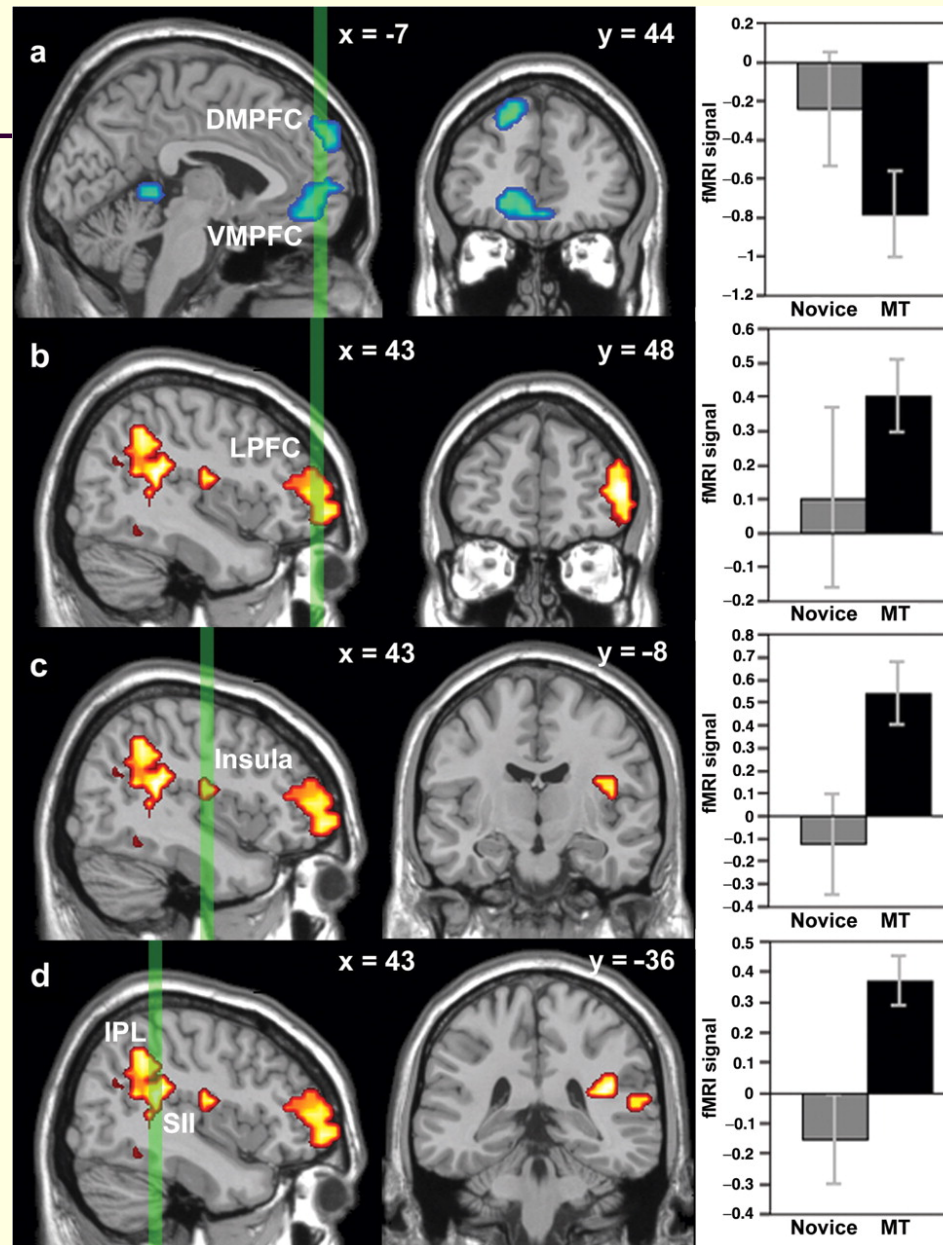 a
x = -7
y = 44
DMPFC
VMPFC
fMRI signal
0.2
0
−0.2
−0.4
−0.6
−0.8
−1
−1.2
Novice MT
b
x = 43
y = 48
LPFC
fMRI signal
0.6
0.5
0.4
0.3
0.2
0.1
0
−0.1
−0.2
Novice MT
c
x = 43
y = -8
Insula
fMRI signal
0.8
0.7
0.6
0.5
0.4
0.3
0.2
0.1
0
−0.1
−0.2
−0.3
−0.4
Novice MT
d
x = 43
y = -36
IPL
SII
fMRI signal
0.5
0.4
0.3
0.2
0.1
0
−0.1
−0.2
−0.3
−0.4
Novice MT